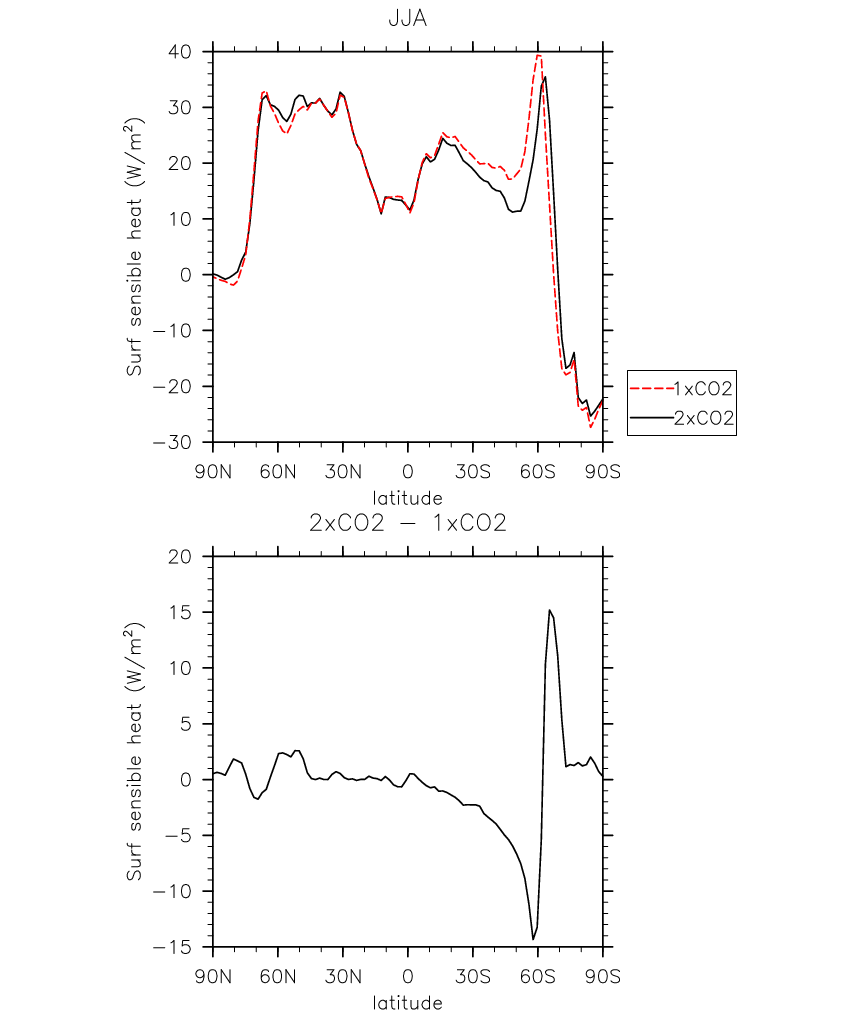 JJA
40
30
20
10
0
−10
−20
−30
Surf sensible heat (W/m²)
90N 60N 30N 0 30S 60S 90S
latitude
1xCO2
2xCO2
2xCO2 − 1xCO2
20
15
10
5
0
−5
−10
−15
Surf sensible heat (W/m²)
90N 60N 30N 0 30S 60S 90S
latitude